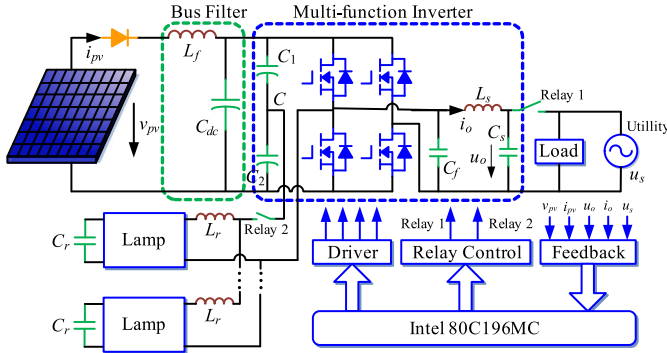 Bus Filter
Multi-function Inverter
i_pv
L_f
C_1
C
C_dc
v_pv
C_2
L_s
Relay 1
i_o
C_s
C_f
u_o
Load
Utillity
u_s
C_r
Lamp
L_r
Relay 2
Relay 1
Relay 2
v_pv i_pv u_o i_o u_s
Driver
Relay Control
Feedback
C_r
Lamp
L_r
Intel 80C196MC